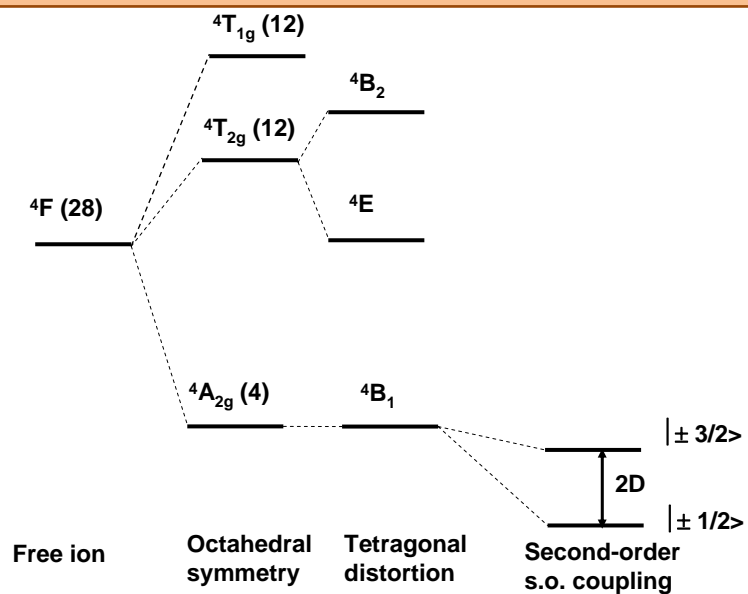 ⁴T₁g (12)
⁴B₂
⁴T₂g (12)
⁴F (28)
⁴E
⁴A₂g (4)
⁴B₁
|± 3/2>
2D
|± 1/2>
Free ion
Octahedral
symmetry
Tetragonal
distortion
Second-order
s.o. coupling